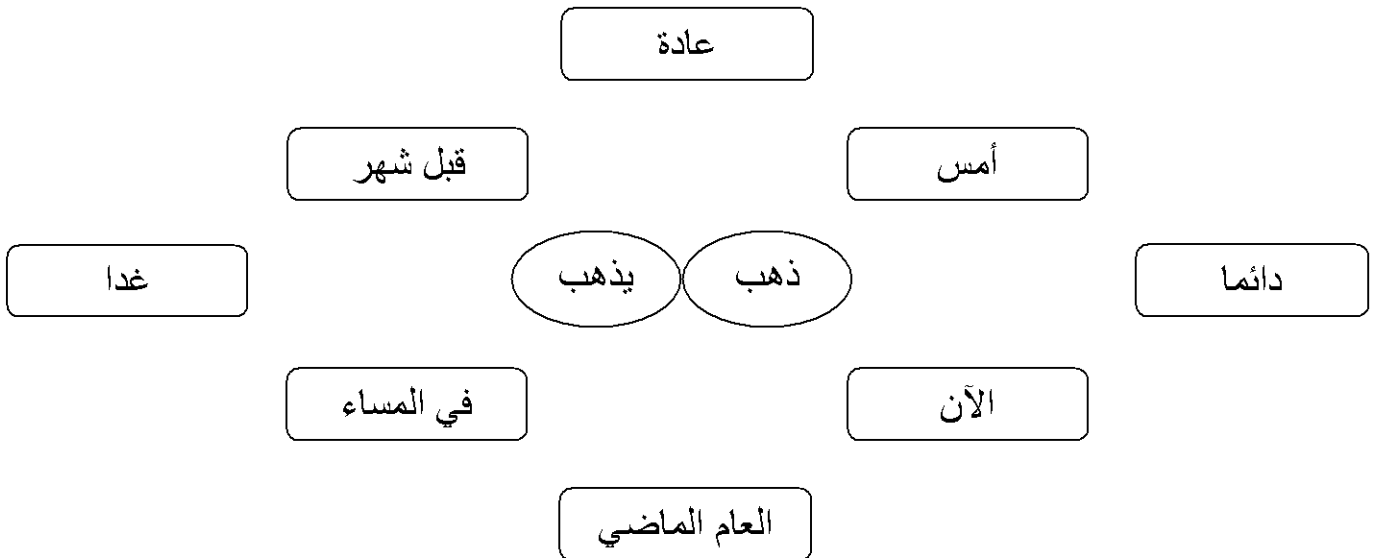 عادة
أمس
قبل شهر
دائما
ذهب
يذهب
غدا
الآن
في المساء
العام الماضي